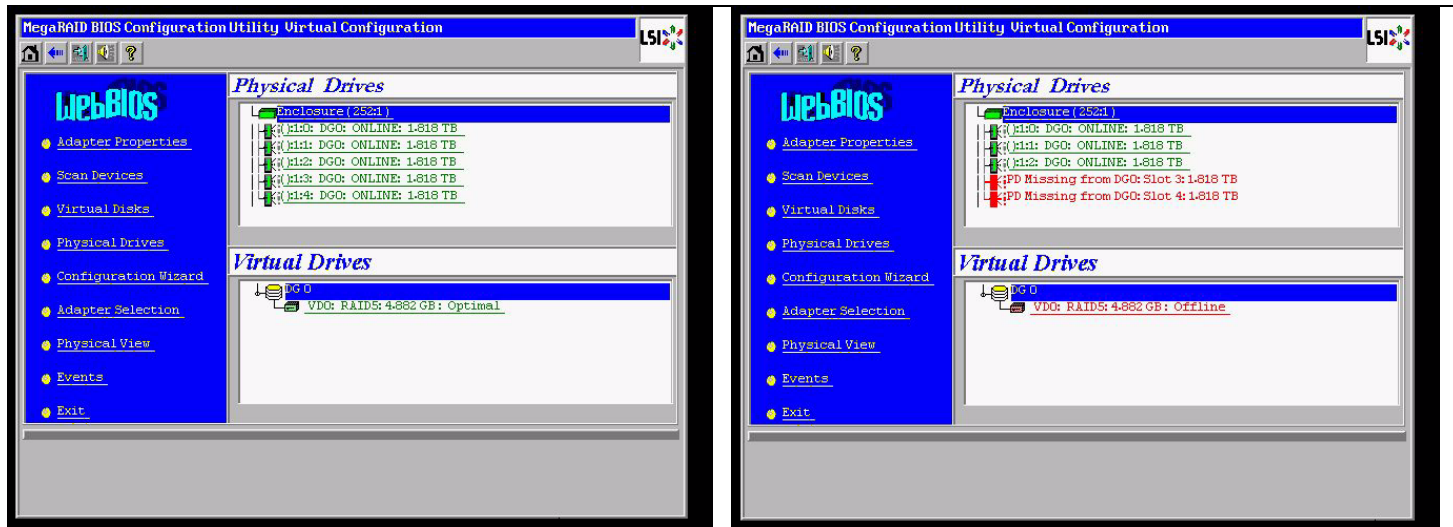 MegaRAID BIOS Configuration Utility Virtual Configuration
LSI
?
WebBIOS
Adapter Properties
Scan Devices
Virtual Disks
Physical Drives
Configuration Wizard
Adapter Selection
Physical View
Events
Exit
Physical Drives
Enclosure (252:1)
():1:0: DG0: ONLINE: 1.818 TB
():1:1: DG0: ONLINE: 1.818 TB
():1:2: DG0: ONLINE: 1.818 TB
():1:3: DG0: ONLINE: 1.818 TB
():1:4: DG0: ONLINE: 1.818 TB
Virtual Drives
DG 0
VD0: RAID5: 4.882 GB : Optimal
MegaRAID BIOS Configuration Utility Virtual Configuration
LSI
?
WebBIOS
Adapter Properties
Scan Devices
Virtual Disks
Physical Drives
Configuration Wizard
Adapter Selection
Physical View
Events
Exit
Physical Drives
Enclosure (252:1)
():1:0: DG0: ONLINE: 1.818 TB
():1:1: DG0: ONLINE: 1.818 TB
():1:2: DG0: ONLINE: 1.818 TB
PD Missing from DG0: Slot 3: 1.818 TB
PD Missing from DG0: Slot 4: 1.818 TB
Virtual Drives
DG 0
VD0: RAID5: 4.882 GB : Offline